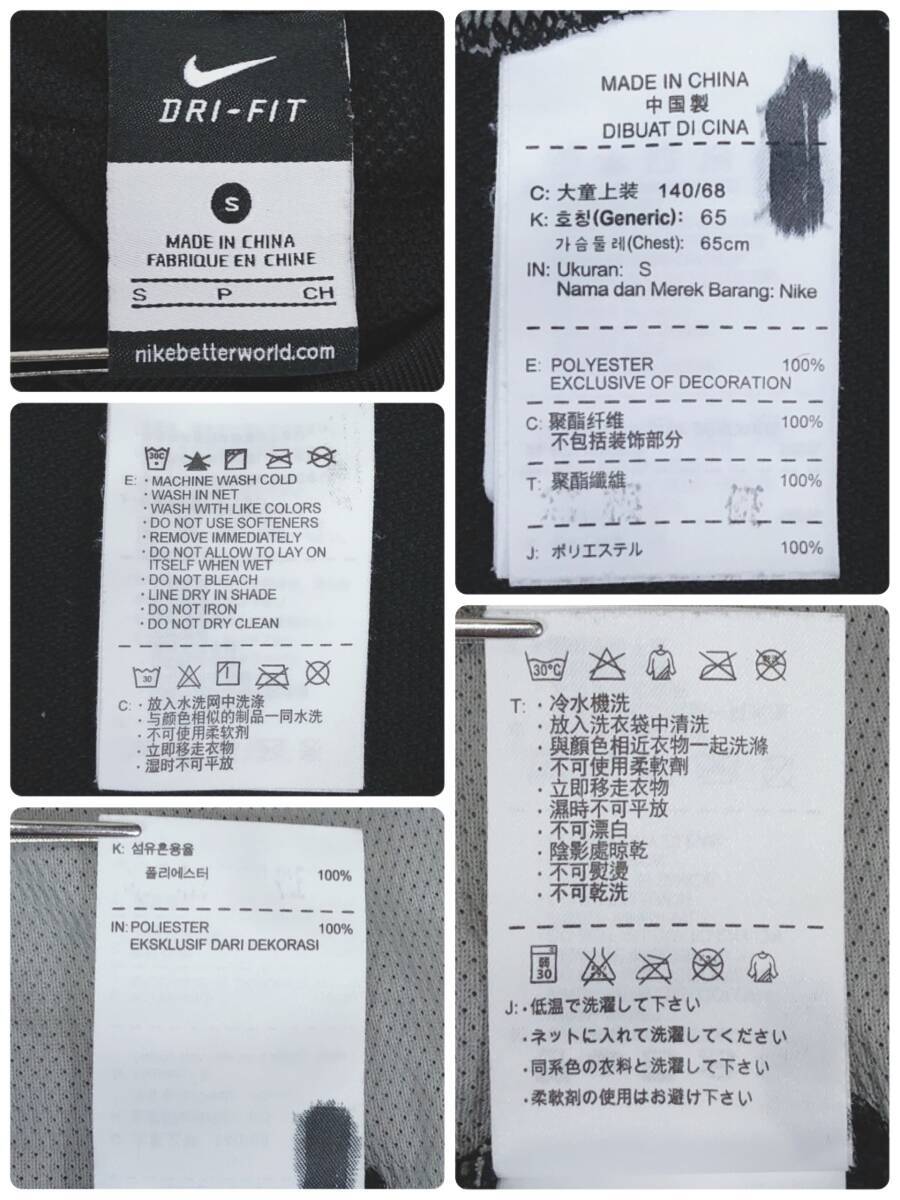 DRI-FIT
S
MADE IN CHINA
FABRIQUE EN CHINE
S P CH
nikebetterworld.com
MADE IN CHINA
中国製
DIBUAT DI CINA
C: 大童上装 140/68
K: 호칭(Generic): 65
가슴둘레(Chest): 65cm
IN: Ukuran: S
Nama dan Merek Barang: Nike
E: POLYESTER 100%
EXCLUSIVE OF DECORATION
C: 聚酯纤维 100%
不包括装饰部分
T: 聚酯纖維 100%
J: ポリエステル 100%
30C
E: · MACHINE WASH COLD
· WASH IN NET
· WASH WITH LIKE COLORS
· DO NOT USE SOFTENERS
· REMOVE IMMEDIATELY
· DO NOT ALLOW TO LAY ON
ITSELF WHEN WET
· DO NOT BLEACH
· LINE DRY IN SHADE
· DO NOT IRON
· DO NOT DRY CLEAN
30
C: · 放入水洗网中洗涤
· 与颜色相似的制品一同水洗
· 不可使用柔软剂
· 立即移走衣物
· 湿时不可平放
30°C
T: · 冷水機洗
· 放入洗衣袋中清洗
· 與顏色相近衣物一起洗滌
· 不可使用柔軟劑
· 立即移走衣物
· 濕時不可平放
· 不可漂白
· 陰影處晾乾
· 不可熨燙
· 不可乾洗
弱
30
J: · 低温で洗濯して下さい
· ネットに入れて洗濯してください
· 同系色の衣料と洗濯して下さい
· 柔軟剤の使用はお避け下さい
K: 섬유혼용율
폴리에스터 100%
IN: POLIESTER 100%
EKSKLUSIF DARI DEKORASI